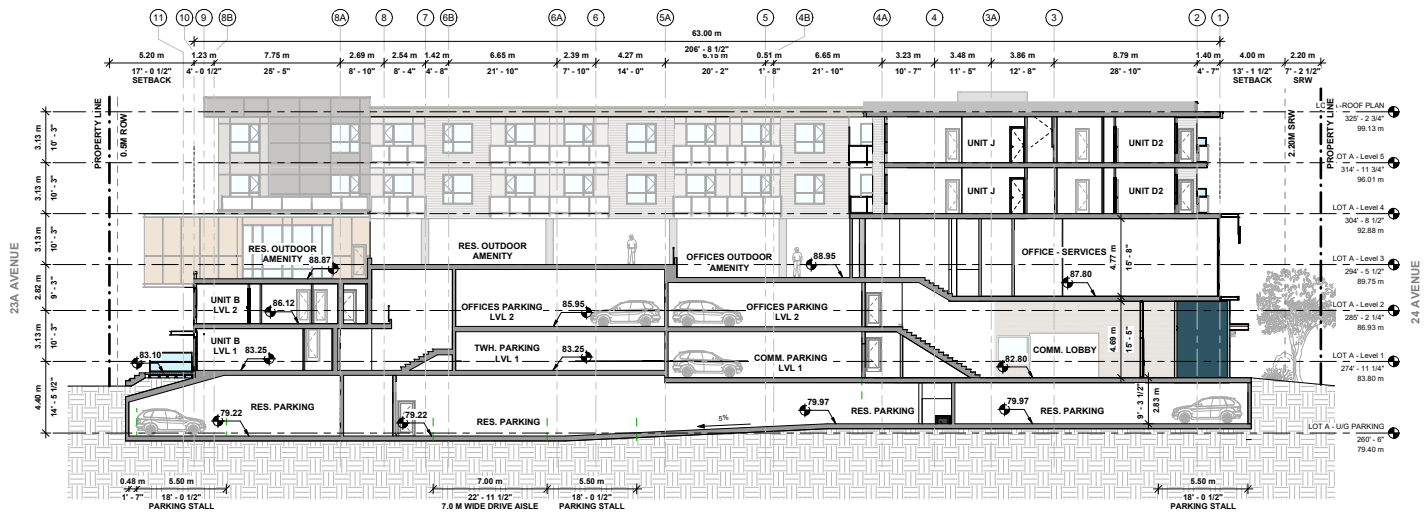 11
10
9
8B
8A
8
7
6B
6A
6
5A
5
4B
4A
4
3A
3
2
1
63.00 m
206' - 8 1/2"
5.20 m
1.23 m
7.75 m
2.69 m
2.54 m
1.42 m
6.65 m
2.39 m
4.27 m
6.15 m
0.51 m
6.65 m
3.23 m
3.48 m
3.86 m
8.79 m
1.40 m
4.00 m
2.20 m
17' - 0 1/2"
4' - 0 1/2"
25' - 5"
8' - 10"
8' - 4"
4' - 8"
21' - 10"
7' - 10"
14' - 0"
20' - 2"
1' - 8"
21' - 10"
10' - 7"
11' - 5"
12' - 8"
28' - 10"
4' - 7"
13' - 1 1/2"
7' - 2 1/2"
SETBACK
SETBACK
SRW
PROPERTY LINE
0.5M ROW
2.20M SRW
PROPERTY LINE
23A AVENUE
24 AVENUE
3.13 m
10' - 3"
3.13 m
10' - 3"
3.13 m
10' - 3"
2.82 m
9' - 3"
3.13 m
10' - 3"
4.40 m
14' - 5 1/2"
-ROOF PLAN
325' - 2 3/4"
99.13 m
LOT A - Level 5
314' - 11 3/4"
96.01 m
LOT A - Level 4
304' - 8 1/2"
92.88 m
LOT A - Level 3
294' - 5 1/2"
89.75 m
LOT A - Level 2
285' - 2 1/4"
86.93 m
LOT A - Level 1
274' - 11 1/4"
83.80 m
LOT A - U/G PARKING
260' - 6"
79.40 m
UNIT J
UNIT D2
UNIT J
UNIT D2
RES. OUTDOOR
AMENITY
88.87
RES. OUTDOOR
AMENITY
OFFICES OUTDOOR
AMENITY
88.95
OFFICE - SERVICES
87.80
4.77 m
15' - 8"
UNIT B
LVL 2
86.12
OFFICES PARKING
LVL 2
85.95
OFFICES PARKING
LVL 2
4.69 m
15' - 5"
UNIT B
LVL 1
83.25
83.10
TWH. PARKING
LVL 1
83.25
COMM. PARKING
LVL 1
COMM. LOBBY
82.80
RES. PARKING
79.22
79.22
RES. PARKING
5%
79.97
RES. PARKING
79.97
RES. PARKING
9' - 3 1/2"
2.83 m
0.48 m
5.50 m
7.00 m
5.50 m
5.50 m
1' - 7"
18' - 0 1/2"
22' - 11 1/2"
18' - 0 1/2"
18' - 0 1/2"
PARKING STALL
7.0 M WIDE DRIVE AISLE
PARKING STALL
PARKING STALL